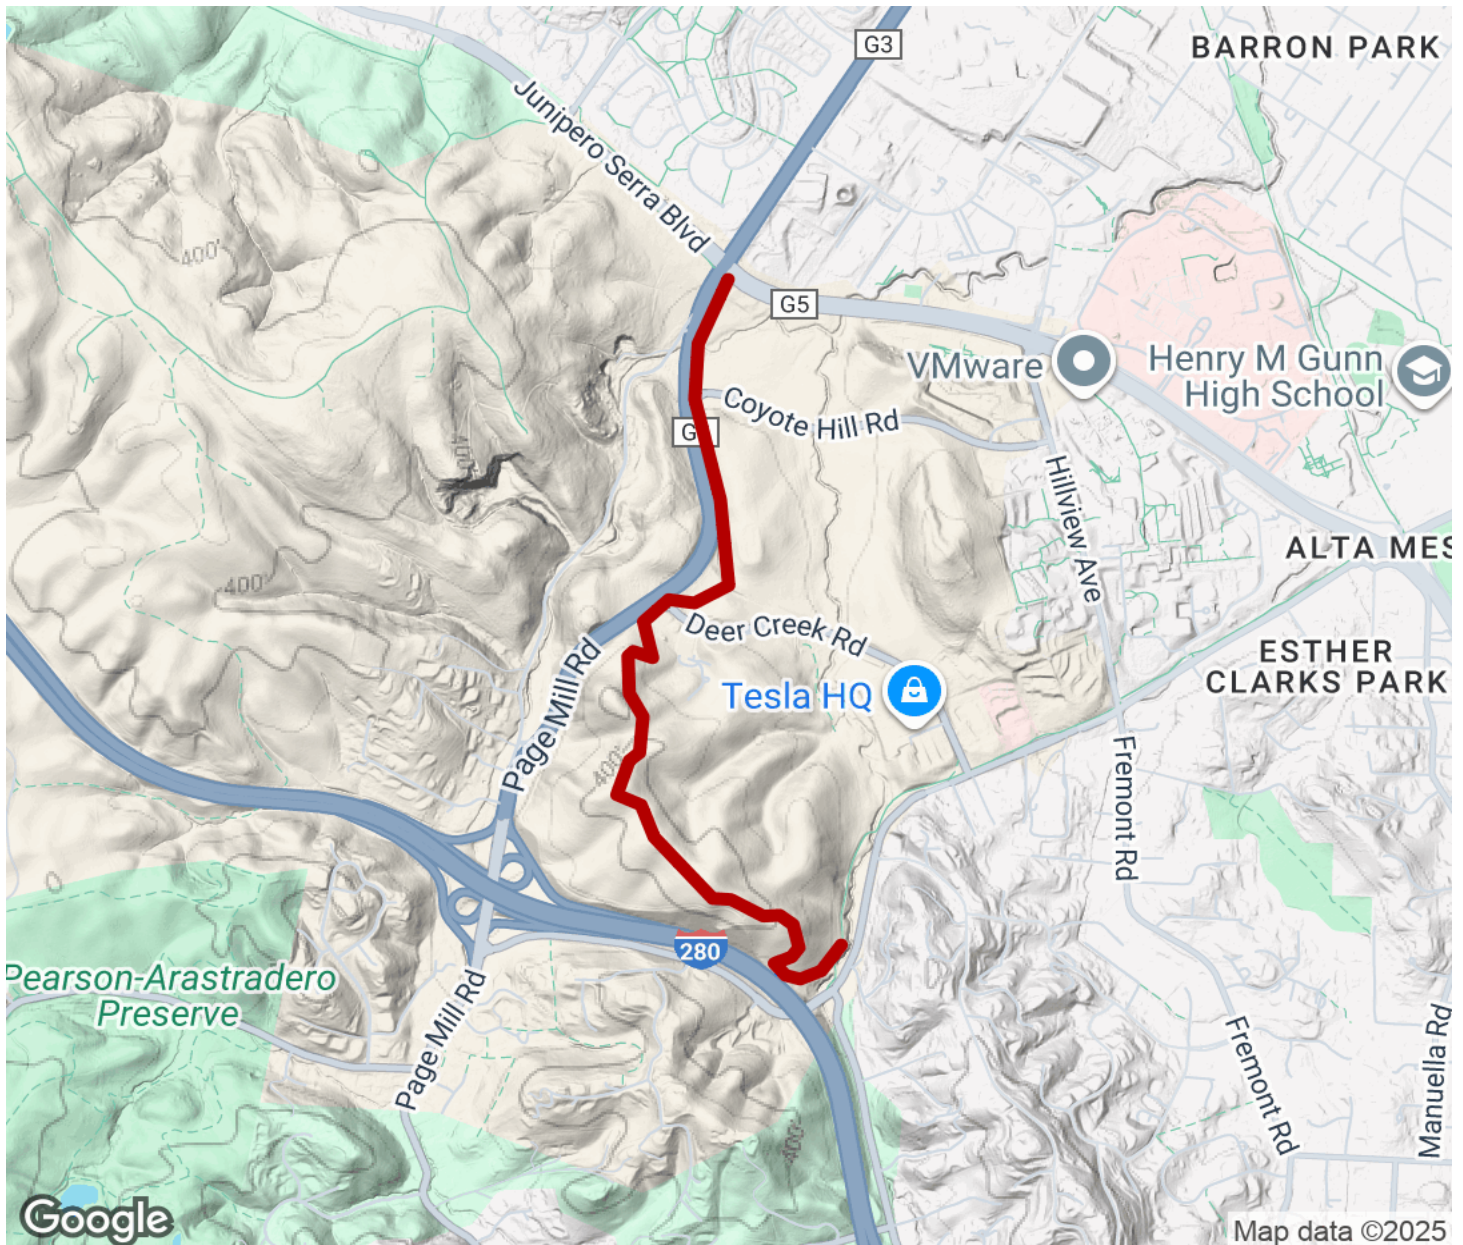 G3
BARRON PARK
Junipero Serra Blvd
G5
VMware
Henry M Gunn
High School
Coyote Hill Rd
G
400'
400'
400'
Hillview Ave
ALTA MES
Deer Creek Rd
ESTHER
CLARKS PARK
Tesla HQ
Page Mill Rd
400'
Fremont Rd
280
Pearson-Arastradero
Preserve
Page Mill Rd
Fremont Rd
Manuella Rd
400'
Google
Map data ©2025